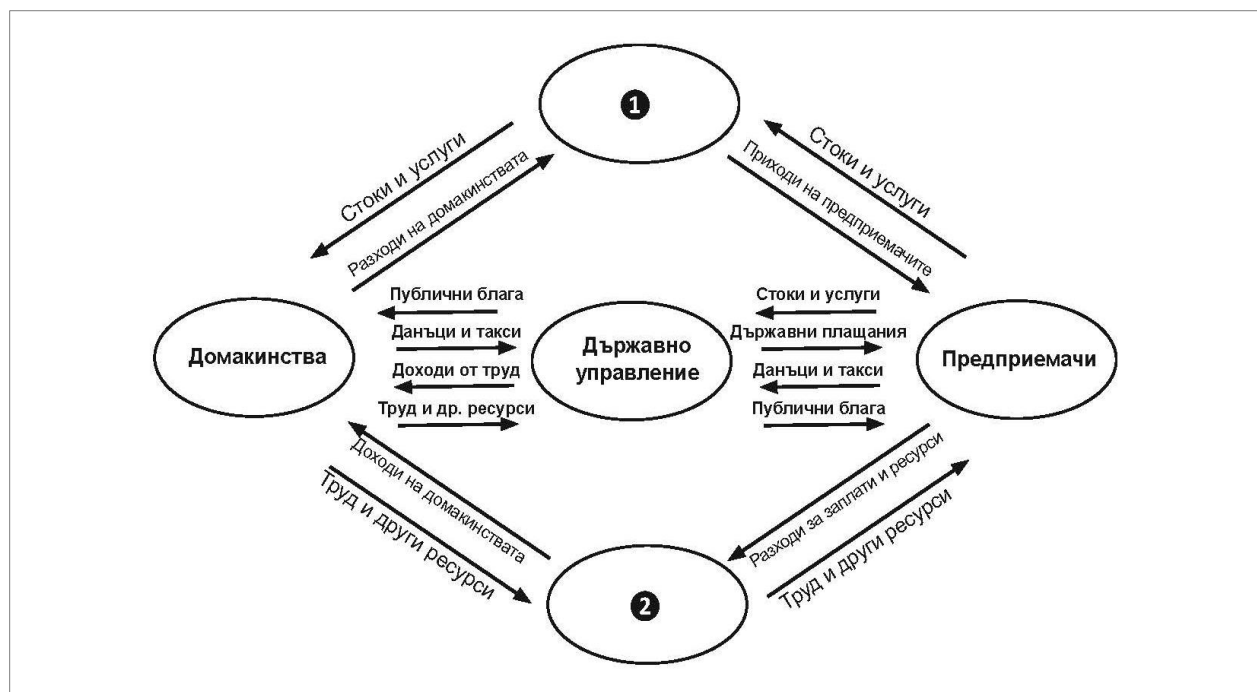 ❶
Стоки и услуги
Разходи на домакинствата
Стоки и услуги
Приходи на предприемачите
Домакинства
Публични блага
Данъци и такси
Доходи от труд
Труд и др. ресурси
Държавно
управление
Стоки и услуги
Държавни плащания
Данъци и такси
Публични блага
Предприемачи
Доходи на домакинствата
Труд и други ресурси
Разходи за заплати и ресурси
Труд и други ресурси
❷